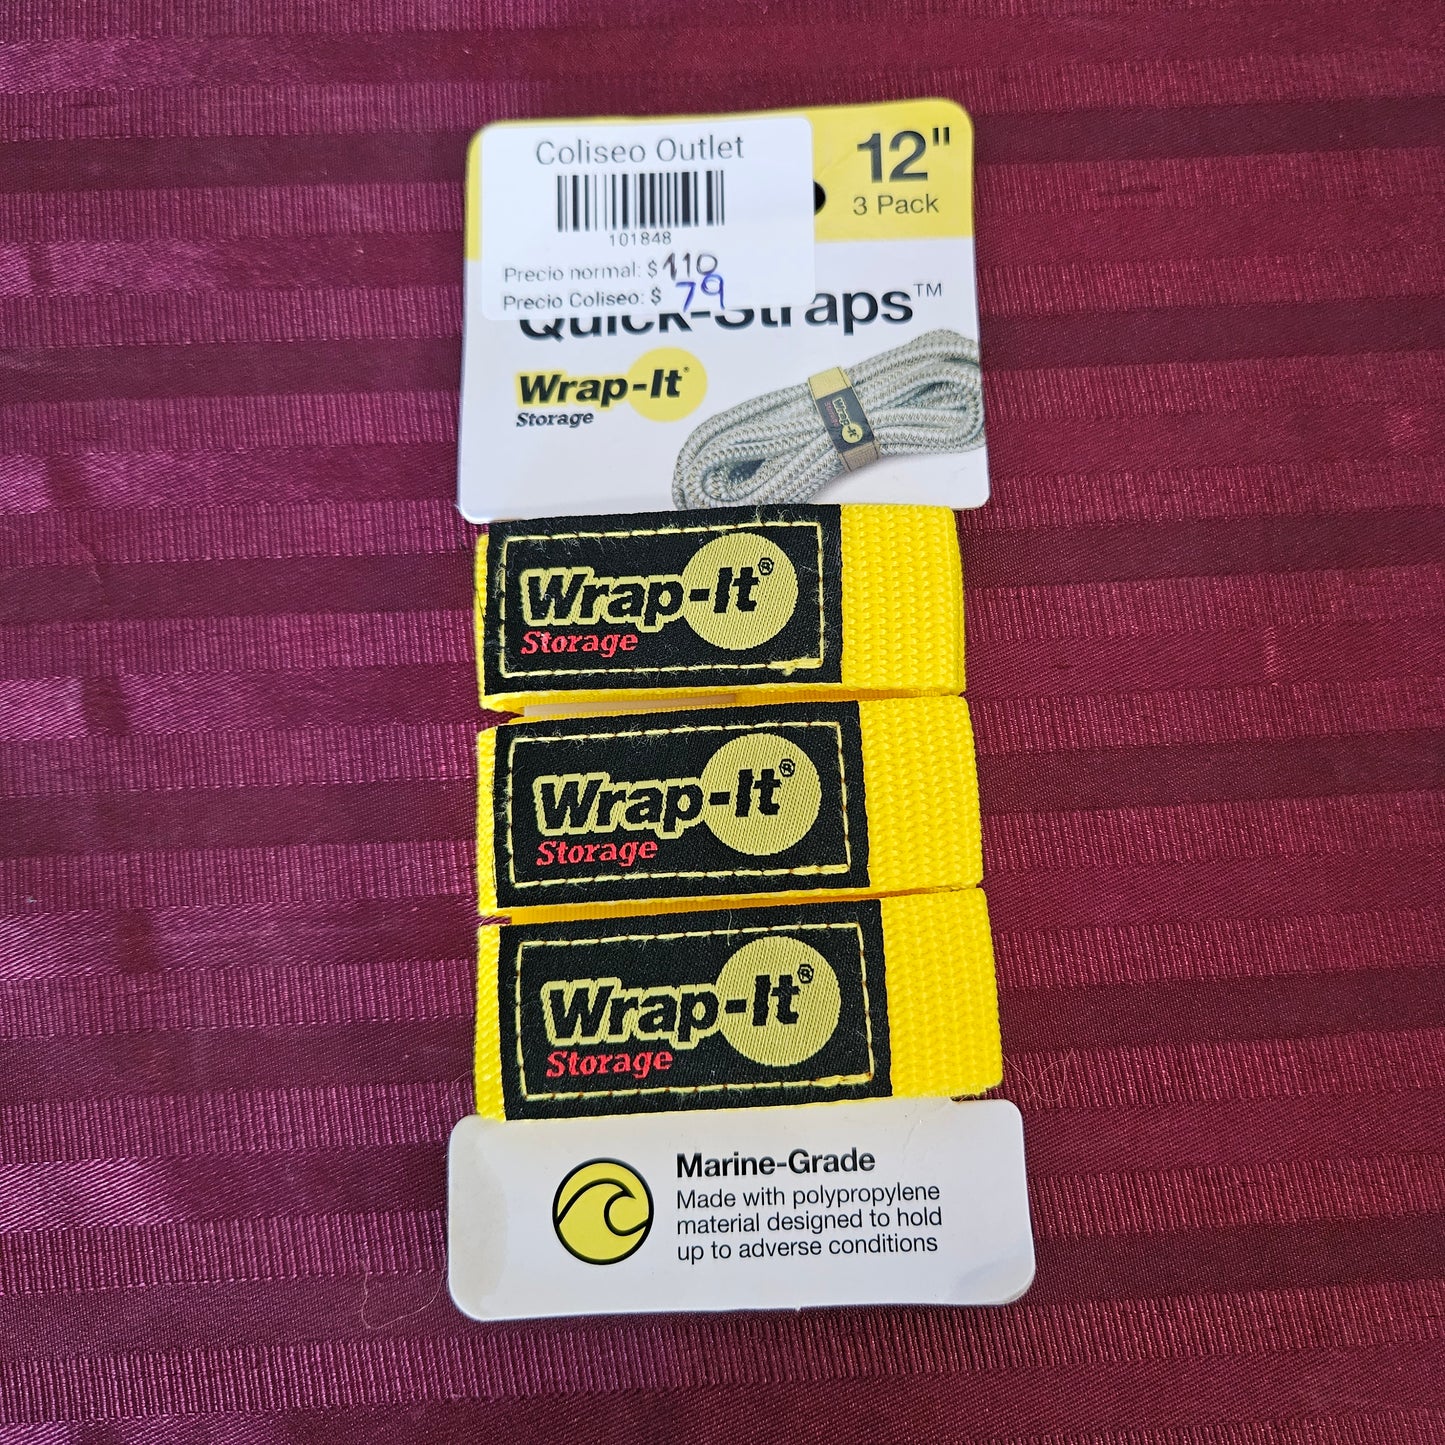 Coliseo Outlet
101848
Precio normal: $ 110
Precio Coliseo: $ 79
12"
3 Pack
Quick-Straps™
Wrap-It®
Storage
Wrap-It
Wrap-It®
Storage
Wrap-It®
Storage
Wrap-It®
Storage
Marine-Grade
Made with polypropylene
material designed to hold
up to adverse conditions